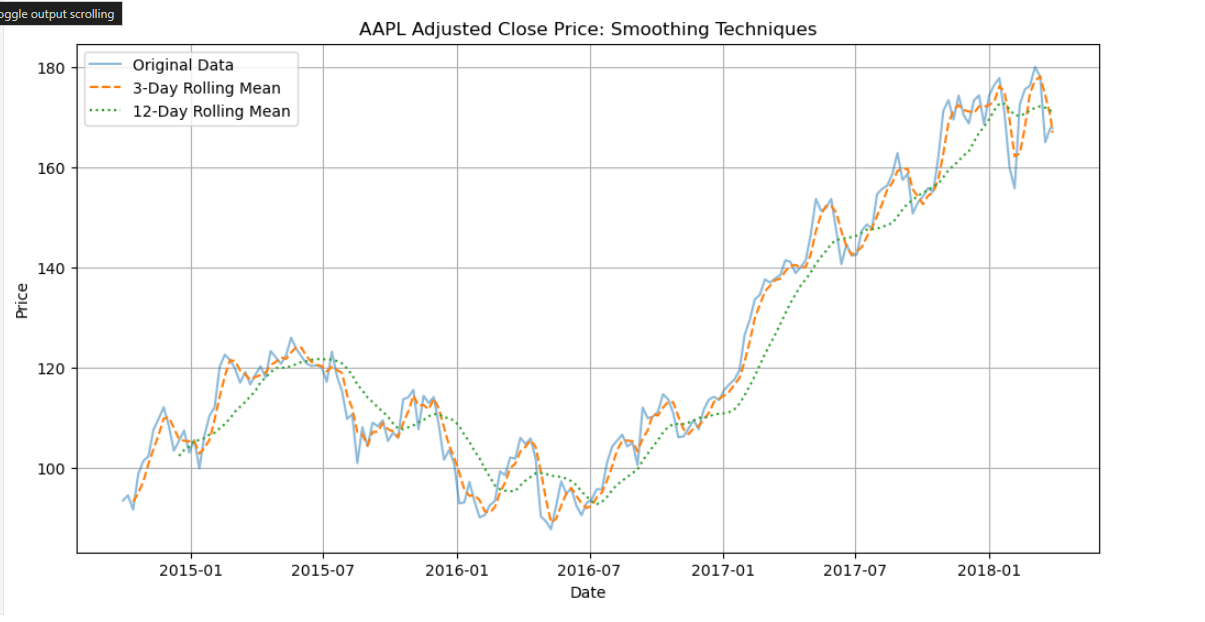 oggle output scrolling
AAPL Adjusted Close Price: Smoothing Techniques
Original Data
3-Day Rolling Mean
12-Day Rolling Mean
180
160
140
120
100
Price
2015-01 2015-07 2016-01 2016-07 2017-01 2017-07 2018-01
Date